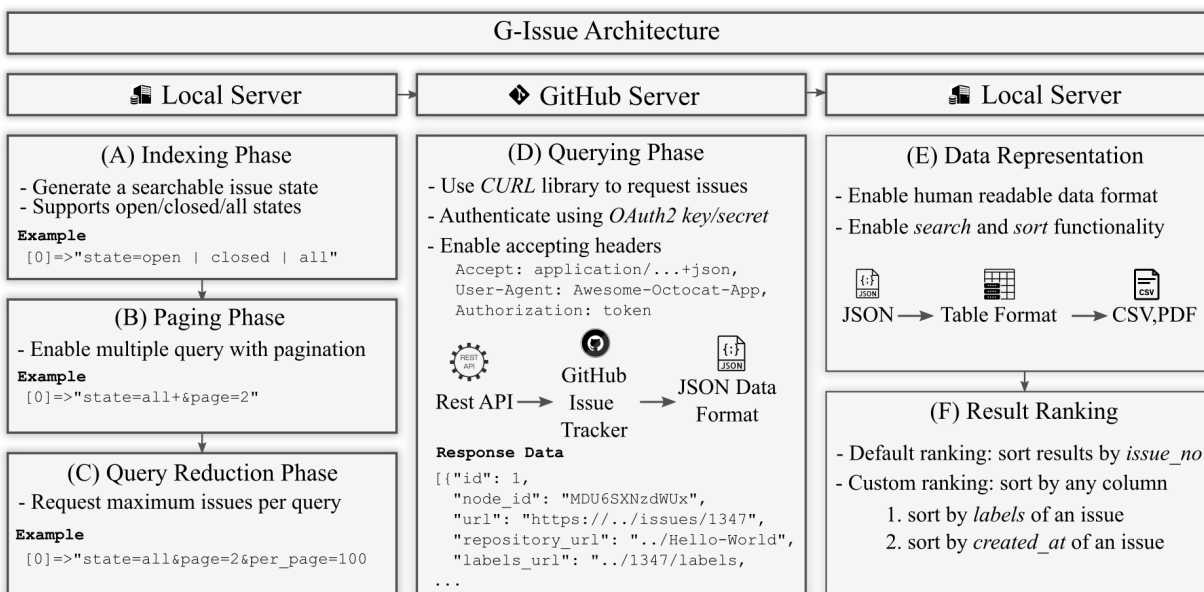 G-Issue Architecture
Local Server
GitHub Server
Local Server
(A) Indexing Phase
- Generate a searchable issue state
- Supports open/closed/all states
Example
[0]=>"state=open | closed | all"
(B) Paging Phase
- Enable multiple query with pagination
Example
[0]=>"state=all+&page=2"
(C) Query Reduction Phase
- Request maximum issues per query
Example
[0]=>"state=all&page=2&per_page=100
(D) Querying Phase
- Use CURL library to request issues
- Authenticate using OAuth2 key/secret
- Enable accepting headers
Accept: application/...+json,
User-Agent: Awesome-Octocat-App,
Authorization: token
REST
API
Rest API
GitHub
Issue
Tracker
{;}
JSON
JSON Data
Format
Response Data
[{"id": 1,
"node_id": "MDU6SXNzdWUx",
"url": "https://../issues/1347",
"repository_url": "../Hello-World",
"labels_url": "../1347/labels,
...
(E) Data Representation
- Enable human readable data format
- Enable search and sort functionality
{;}
JSON
JSON
Table Format
CSV
CSV,PDF
(F) Result Ranking
- Default ranking: sort results by issue_no
- Custom ranking: sort by any column
1. sort by labels of an issue
2. sort by created_at of an issue